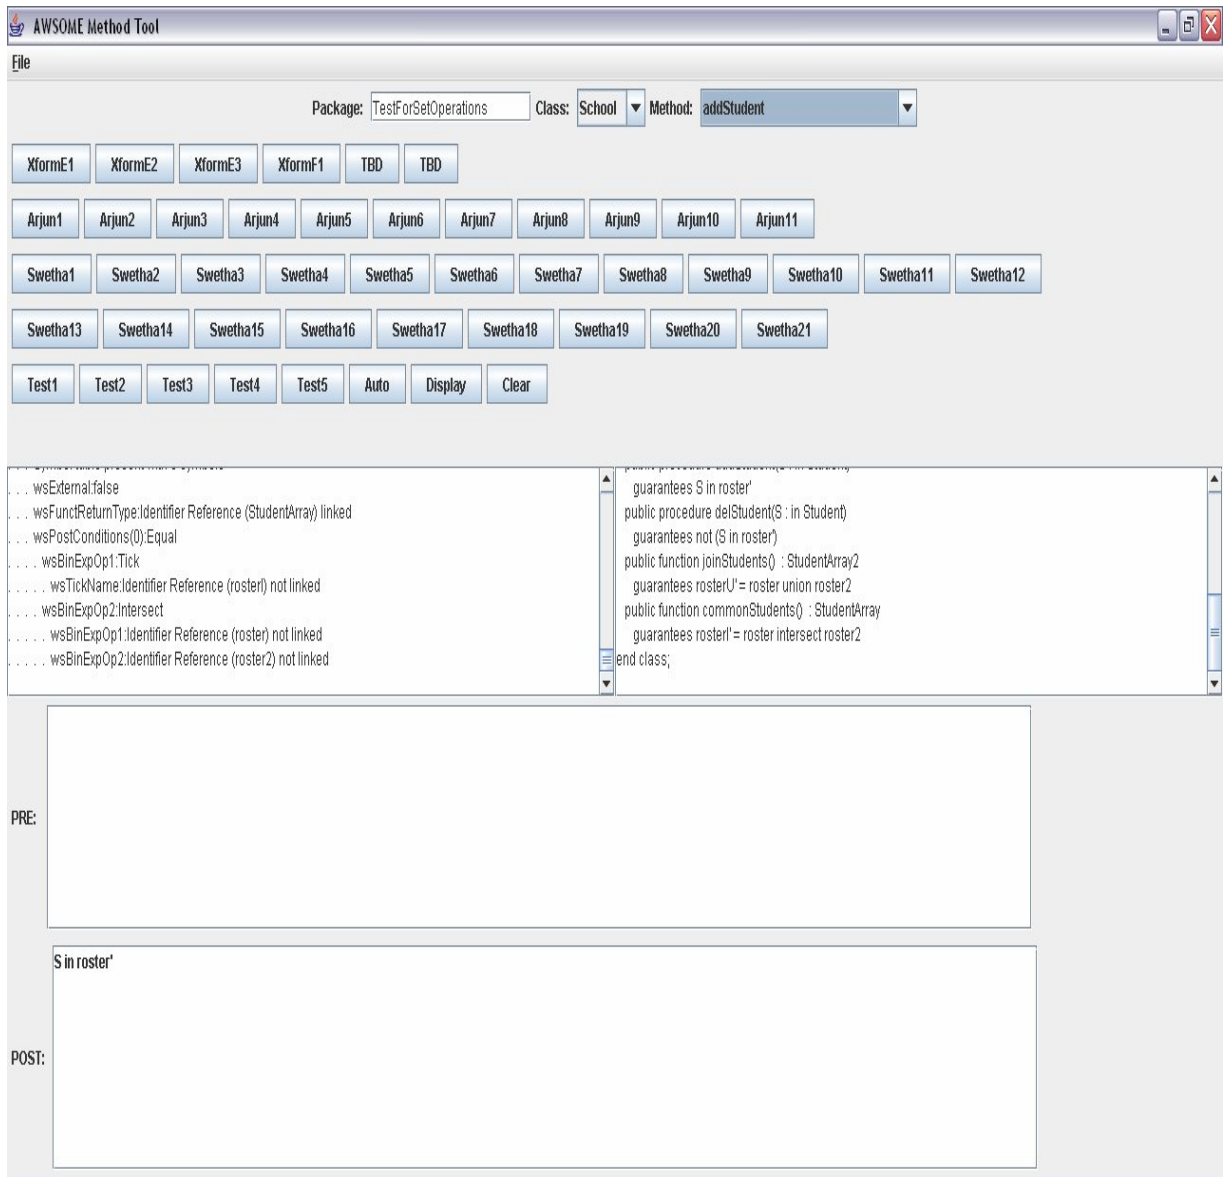 AWSOME Method Tool
File
Package: TestForSetOperations Class: School Method: addStudent
XformE1 XformE2 XformE3 XformF1 TBD TBD
Arjun1 Arjun2 Arjun3 Arjun4 Arjun5 Arjun6 Arjun7 Arjun8 Arjun9 Arjun10 Arjun11
Swetha1 Swetha2 Swetha3 Swetha4 Swetha5 Swetha6 Swetha7 Swetha8 Swetha9 Swetha10 Swetha11 Swetha12
Swetha13 Swetha14 Swetha15 Swetha16 Swetha17 Swetha18 Swetha19 Swetha20 Swetha21
Test1 Test2 Test3 Test4 Test5 Auto Display Clear
. . . wsExternal:false
. . . wsFunctReturnType:Identifier Reference (StudentArray) linked
. . . wsPostConditions(0):Equal
. . . . wsBinExpOp1:Tick
. . . . . wsTickName:Identifier Reference (rosterI) not linked
. . . . wsBinExpOp2:Intersect
. . . . . wsBinExpOp1:Identifier Reference (roster) not linked
. . . . . wsBinExpOp2:Identifier Reference (roster2) not linked
guarantees S in roster'
public procedure delStudent(S : in Student)
guarantees not (S in roster')
public function joinStudents() : StudentArray2
guarantees rosterU' = roster union roster2
public function commonStudents() : StudentArray
guarantees rosterI' = roster intersect roster2
end class;
PRE:
S in roster'
POST: